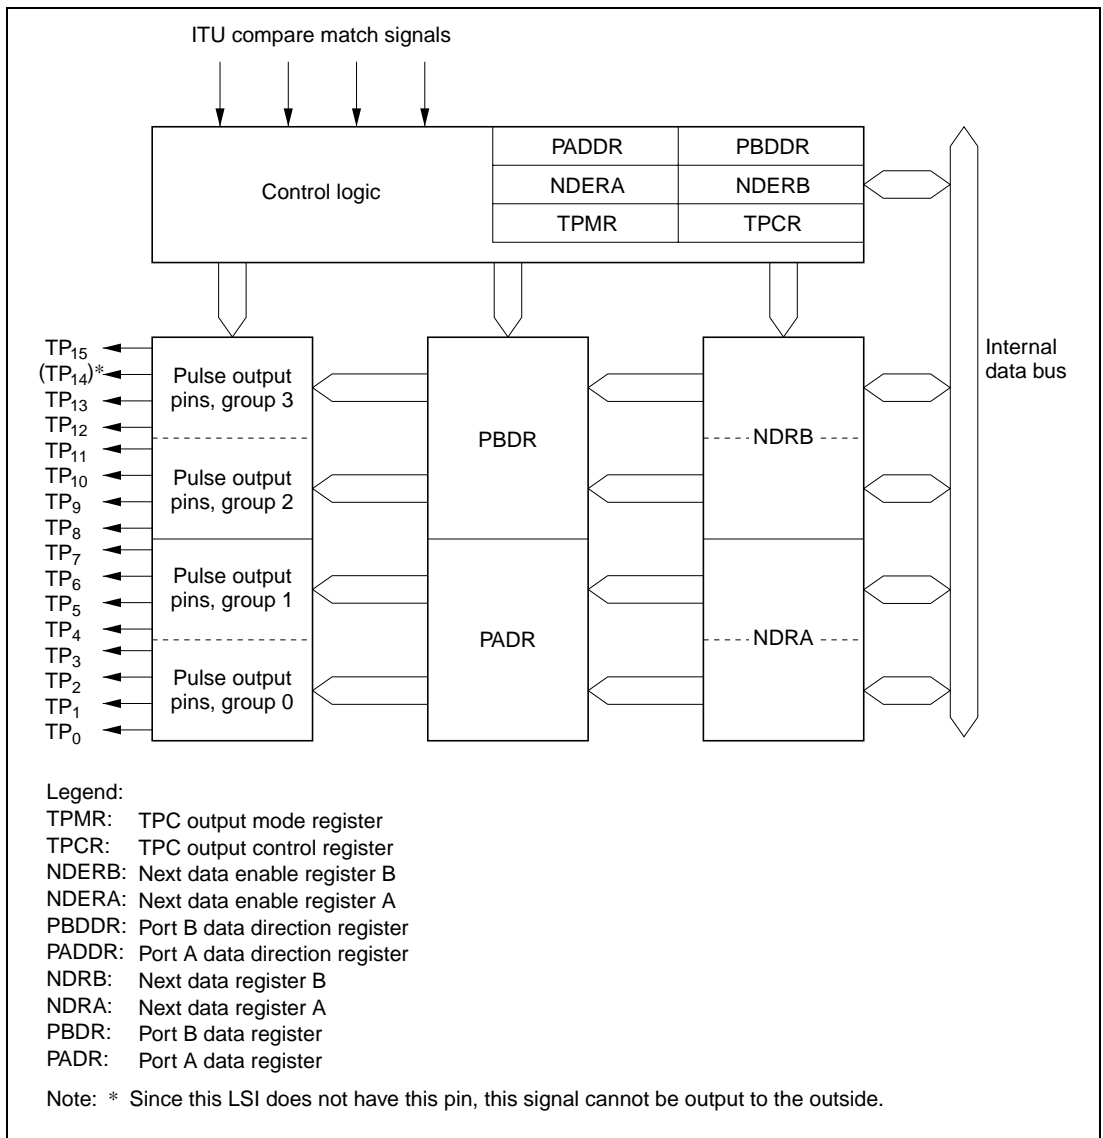 ITU compare match signals
Control logic
PADDR PBDDR
NDERA NDERB
TPMR TPCR
Internal
data bus
TP15
(TP14)*
TP13
TP12
TP11
TP10
TP9
TP8
TP7
TP6
TP5
TP4
TP3
TP2
TP1
TP0
Pulse output
pins, group 3
Pulse output
pins, group 2
Pulse output
pins, group 1
Pulse output
pins, group 0
PBDR
PADR
NDRB
NDRA
Legend:
TPMR: TPC output mode register
TPCR: TPC output control register
NDERB: Next data enable register B
NDERA: Next data enable register A
PBDDR: Port B data direction register
PADDR: Port A data direction register
NDRB: Next data register B
NDRA: Next data register A
PBDR: Port B data register
PADR: Port A data register
Note: * Since this LSI does not have this pin, this signal cannot be output to the outside.